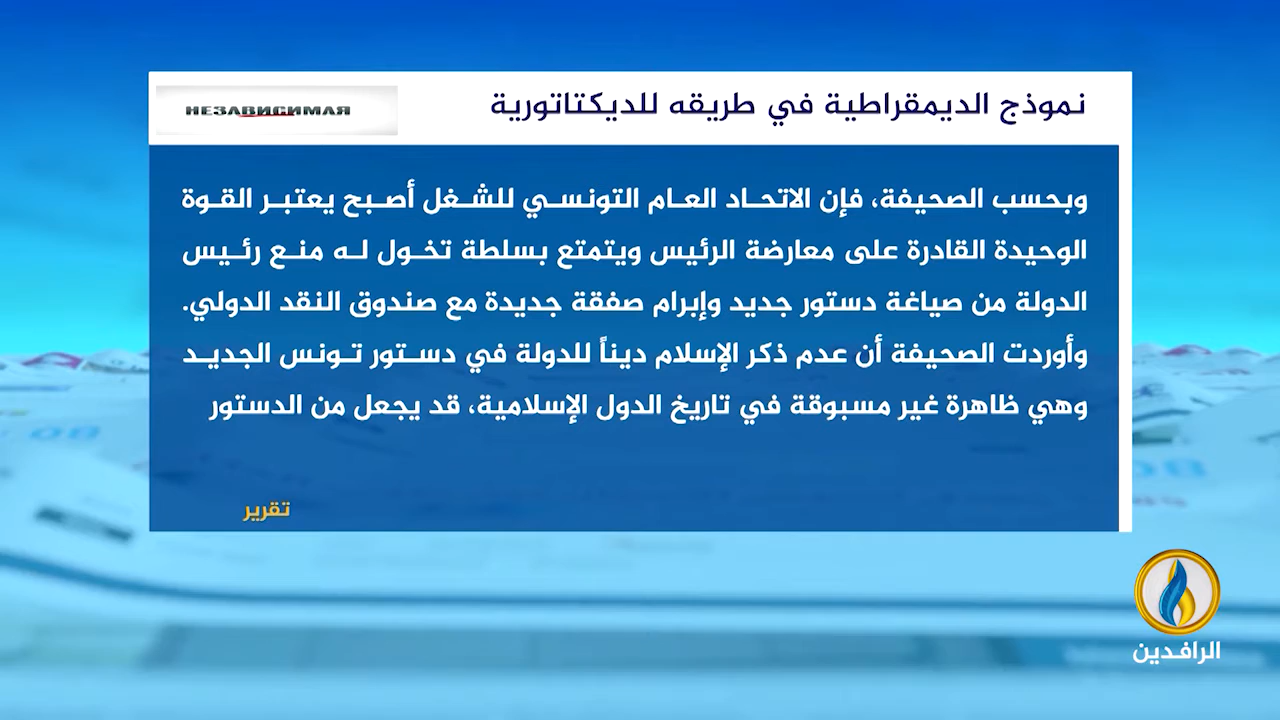 НЕЗАВИСИМАЯ
نموذج الديمقراطية في طريقه للديكتاتورية
وبحسب الصحيفة، فإن الاتحاد العام التونسي للشغل أصبح يعتبر القوة
الوحيدة القادرة على معارضة الرئيس ويتمتع بسلطة تخول له منع رئيس
الدولة من صياغة دستور جديد وإبرام صفقة جديدة مع صندوق النقد الدولي.
وأوردت الصحيفة أن عدم ذكر الإسلام ديناً للدولة في دستور تونس الجديد
وهي ظاهرة غير مسبوقة في تاريخ الدول الإسلامية، قد يجعل من الدستور
تقرير
الرافدين